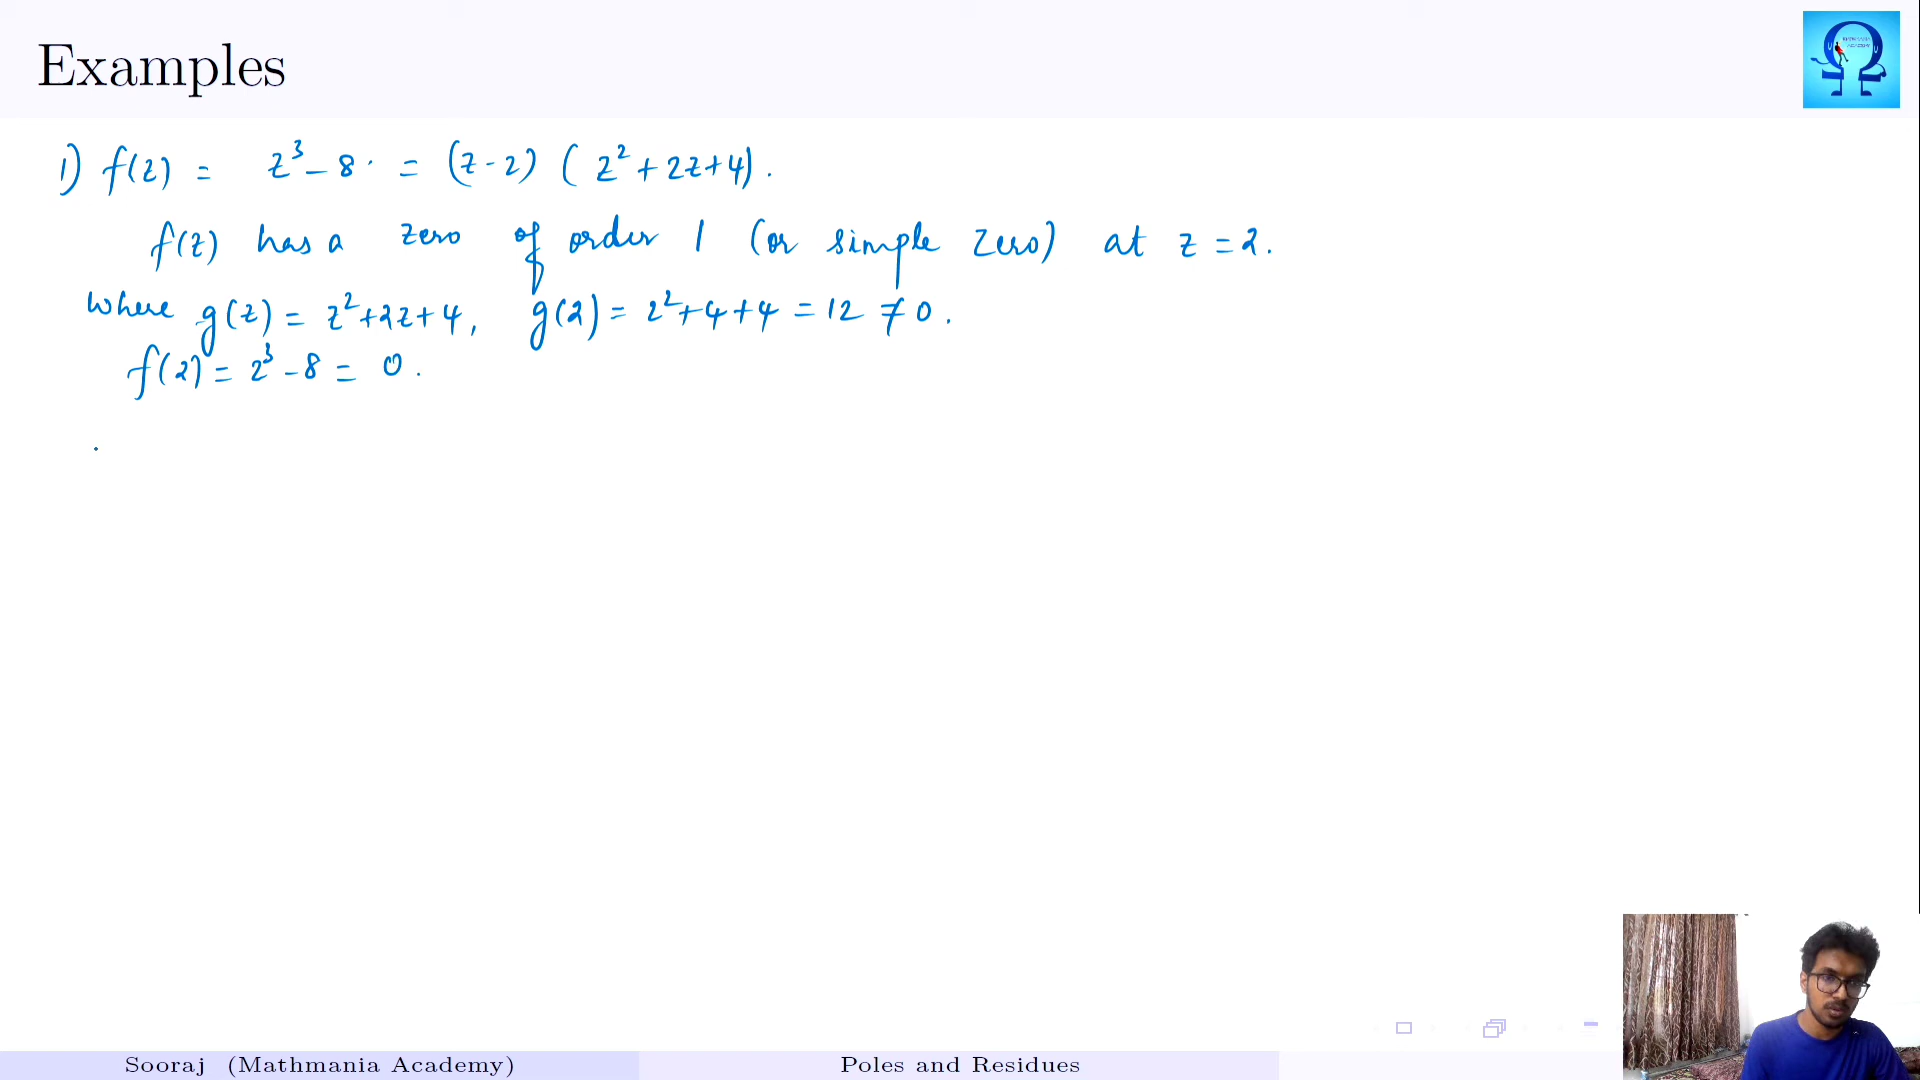 Examples
MATHMANIA
ACADEMY
1) f(z) = z³ - 8. = (z-2) (z² + 2z + 4).
f(z) has a zero of order 1 (or simple zero) at z = 2.
where g(z) = z² + 2z + 4, g(2) = 2² + 4 + 4 = 12 ≠ 0.
f(2) = 2³ - 8 = 0.
Sooraj (Mathmania Academy)
Poles and Residues